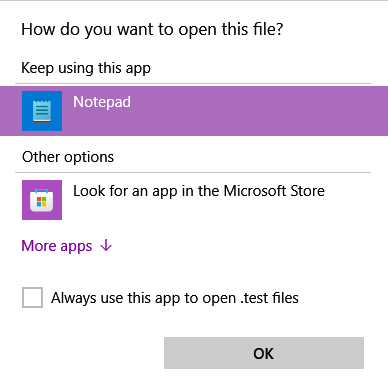 How do you want to open this file?
Keep using this app
Notepad
Other options
Look for an app in the Microsoft Store
More apps ↓
Always use this app to open .test files
OK